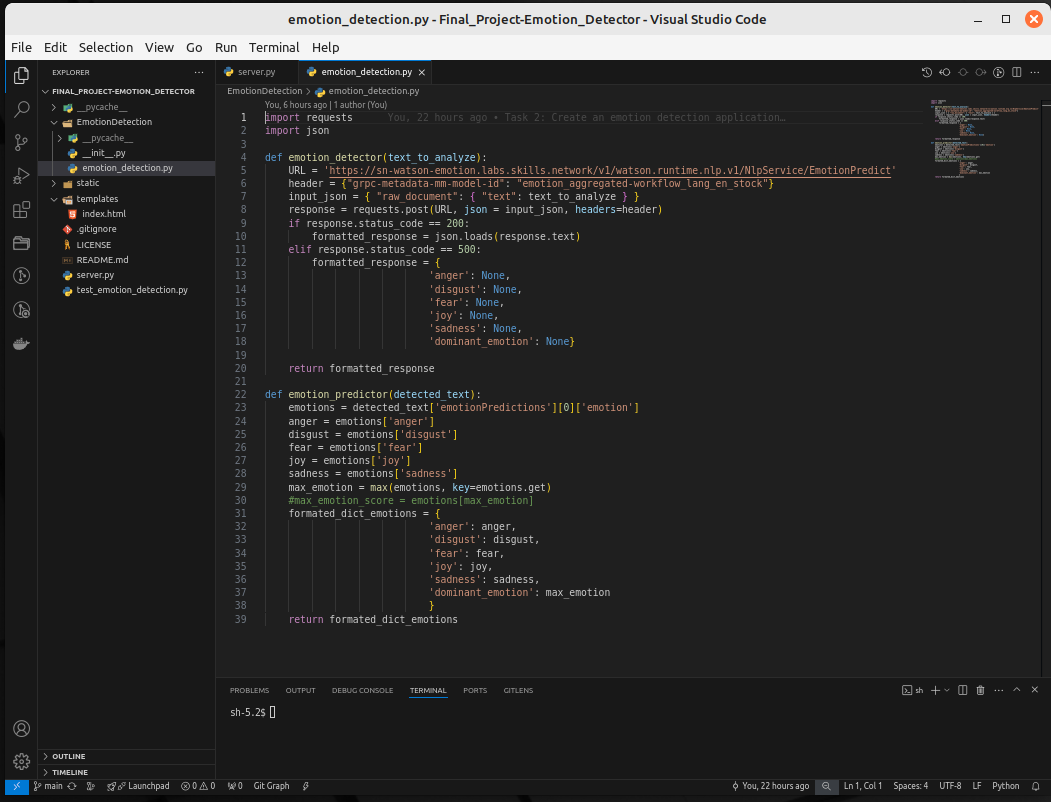 emotion_detection.py - Final_Project-Emotion_Detector - Visual Studio Code
File Edit Selection View Go Run Terminal Help
EXPLORER
FINAL_PROJECT-EMOTION_DETECTOR
__pycache__
EmotionDetection
__pycache__
__init__.py
emotion_detection.py
static
templates
index.html
.gitignore
LICENSE
README.md
server.py
test_emotion_detection.py
OUTLINE
TIMELINE
server.py emotion_detection.py
EmotionDetection > emotion_detection.py
You, 6 hours ago | 1 author (You)
1 import requests You, 22 hours ago • Task 2: Create an emotion detection application…
2 import json
3
4 def emotion_detector(text_to_analyze):
5 URL = 'https://sn-watson-emotion.labs.skills.network/v1/watson.runtime.nlp.v1/NlpService/EmotionPredict'
6 header = {"grpc-metadata-mm-model-id": "emotion_aggregated-workflow_lang_en_stock"}
7 input_json = { "raw_document": { "text": text_to_analyze } }
8 response = requests.post(URL, json = input_json, headers=header)
9 if response.status_code == 200:
10 formatted_response = json.loads(response.text)
11 elif response.status_code == 500:
12 formatted_response = {
13 'anger': None,
14 'disgust': None,
15 'fear': None,
16 'joy': None,
17 'sadness': None,
18 'dominant_emotion': None}
19
20 return formatted_response
21
22 def emotion_predictor(detected_text):
23 emotions = detected_text['emotionPredictions'][0]['emotion']
24 anger = emotions['anger']
25 disgust = emotions['disgust']
26 fear = emotions['fear']
27 joy = emotions['joy']
28 sadness = emotions['sadness']
29 max_emotion = max(emotions, key=emotions.get)
30 #max_emotion_score = emotions[max_emotion]
31 formated_dict_emotions = {
32 'anger': anger,
33 'disgust': disgust,
34 'fear': fear,
35 'joy': joy,
36 'sadness': sadness,
37 'dominant_emotion': max_emotion
38 }
39 return formated_dict_emotions
PROBLEMS OUTPUT DEBUG CONSOLE TERMINAL PORTS GITLENS
sh
sh-5.2$
main Launchpad 0 0 0 Git Graph You, 22 hours ago Ln 1, Col 1 Spaces: 4 UTF-8 LF Python